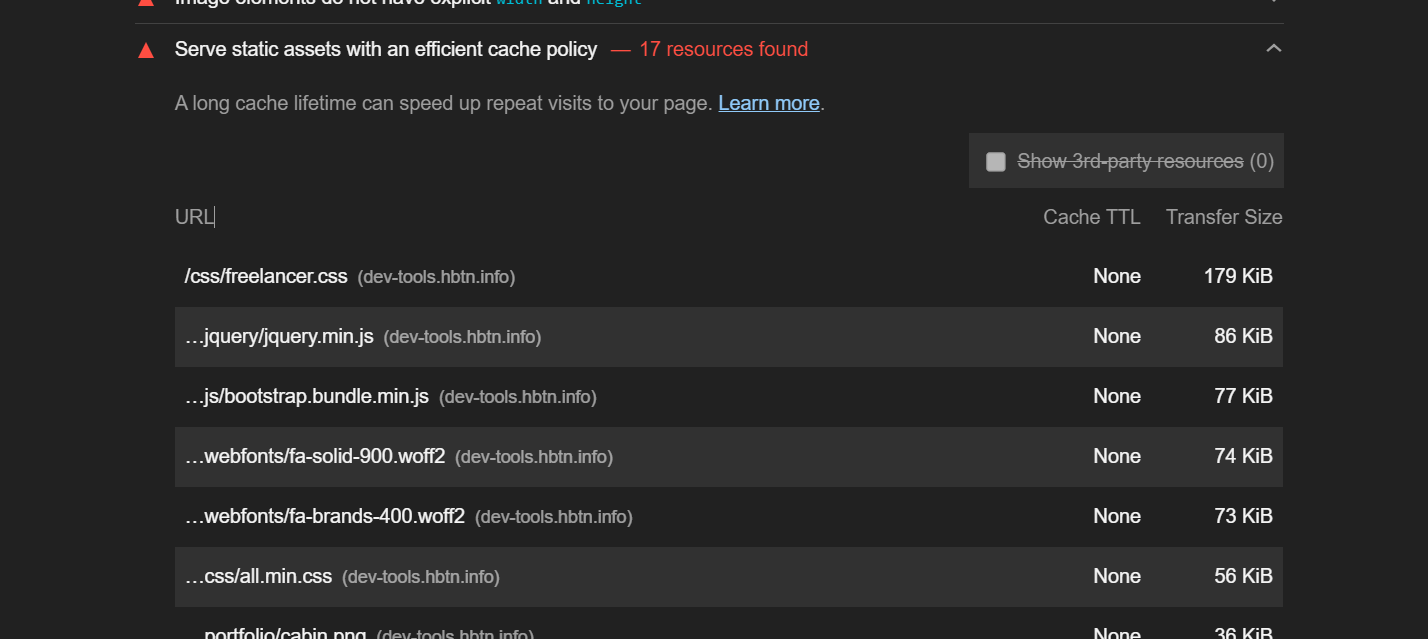 Image elements do not have explicit width and height
Serve static assets with an efficient cache policy — 17 resources found
A long cache lifetime can speed up repeat visits to your page. Learn more.
Show 3rd-party resources (0)
URL Cache TTL Transfer Size
/css/freelancer.css (dev-tools.hbtn.info) None 179 KiB
…jquery/jquery.min.js (dev-tools.hbtn.info) None 86 KiB
…js/bootstrap.bundle.min.js (dev-tools.hbtn.info) None 77 KiB
…webfonts/fa-solid-900.woff2 (dev-tools.hbtn.info) None 74 KiB
…webfonts/fa-brands-400.woff2 (dev-tools.hbtn.info) None 73 KiB
…css/all.min.css (dev-tools.hbtn.info) None 56 KiB
…portfolio/cabin.png (dev-tools.hbtn.info) None 36 KiB